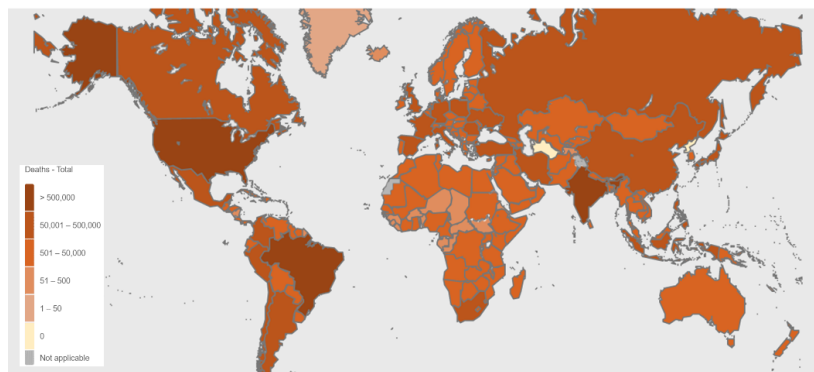 Deaths - Total
> 500,000
50,001 – 500,000
501 – 50,000
51 – 500
1 – 50
0
Not applicable